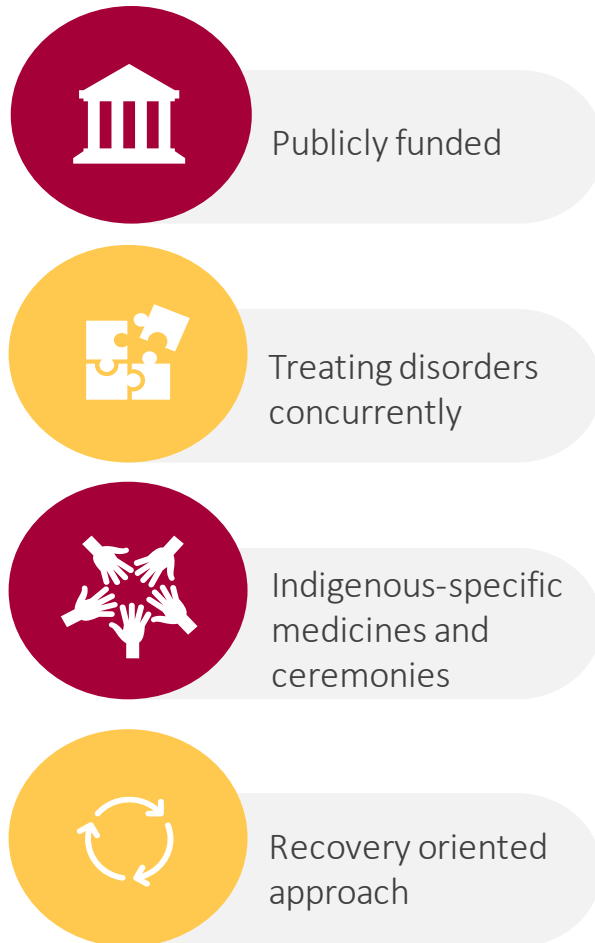 Publicly funded
Treating disorders
concurrently
Indigenous-specific
medicines and
ceremonies
Recovery oriented
approach